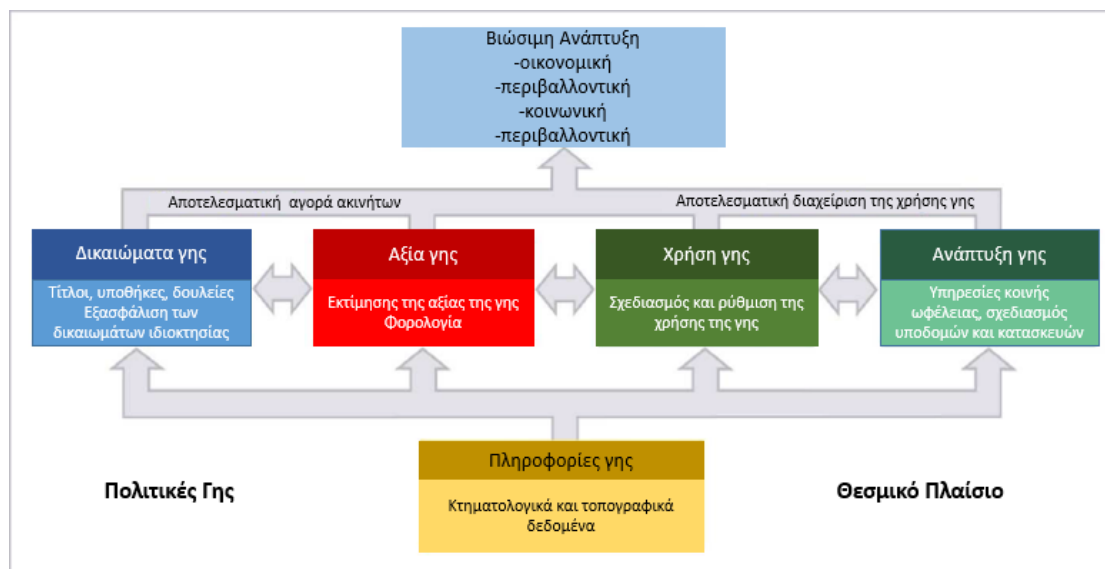 Βιώσιμη Ανάπτυξη
-οικονομική
-περιβαλλοντική
-κοινωνική
-περιβαλλοντική
Αποτελεσματική αγορά ακινήτων
Αποτελεσματική διαχείριση της χρήσης γης
Δικαιώματα γης
Τίτλοι, υποθήκες, δουλείες
Εξασφάλιση των
δικαιωμάτων ιδιοκτησίας
Αξία γης
Εκτίμησης της αξίας της γης
Φορολογία
Χρήση γης
Σχεδιασμός και ρύθμιση της
χρήσης της γης
Ανάπτυξη γης
Υπηρεσίες κοινής
ωφέλειας, σχεδιασμός
υποδομών και κατασκευών
Πληροφορίες γης
Κτηματολογικά και τοπογραφικά
δεδομένα
Πολιτικές Γης
Θεσμικό Πλαίσιο